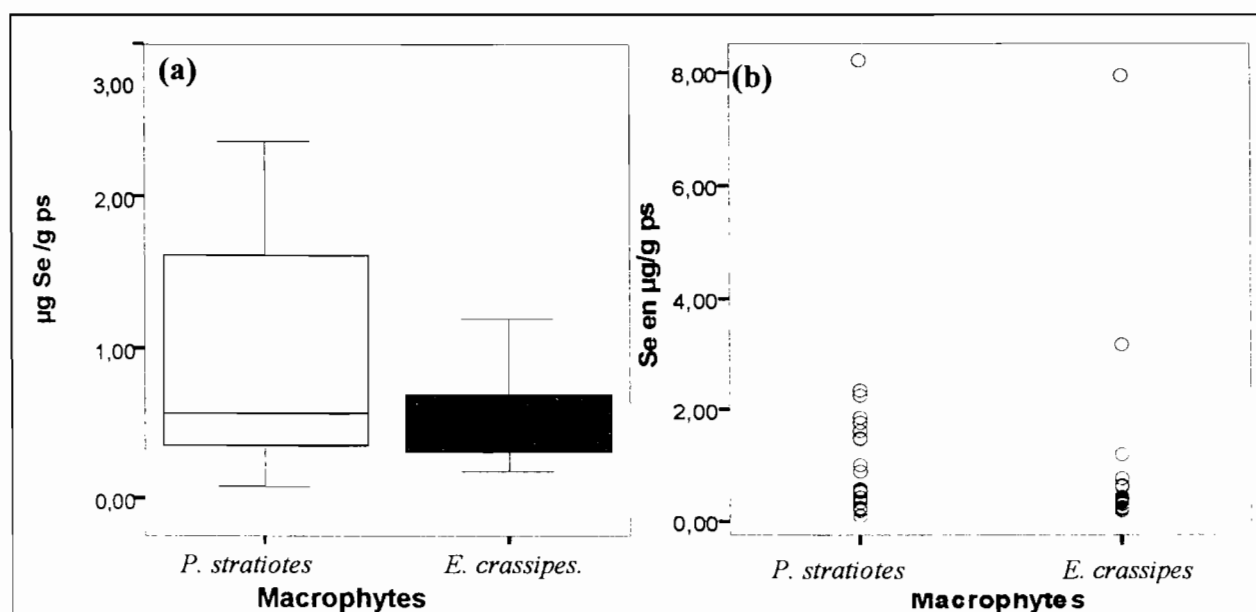 (a)
3,00
2,00
1,00
0,00
µg Se /g ps
P. stratiotes
E. crassipes.
Macrophytes
(b)
8,00
6,00
4,00
2,00
0,00
Se en µg/g ps
P. stratiotes
E. crassipes
Macrophytes